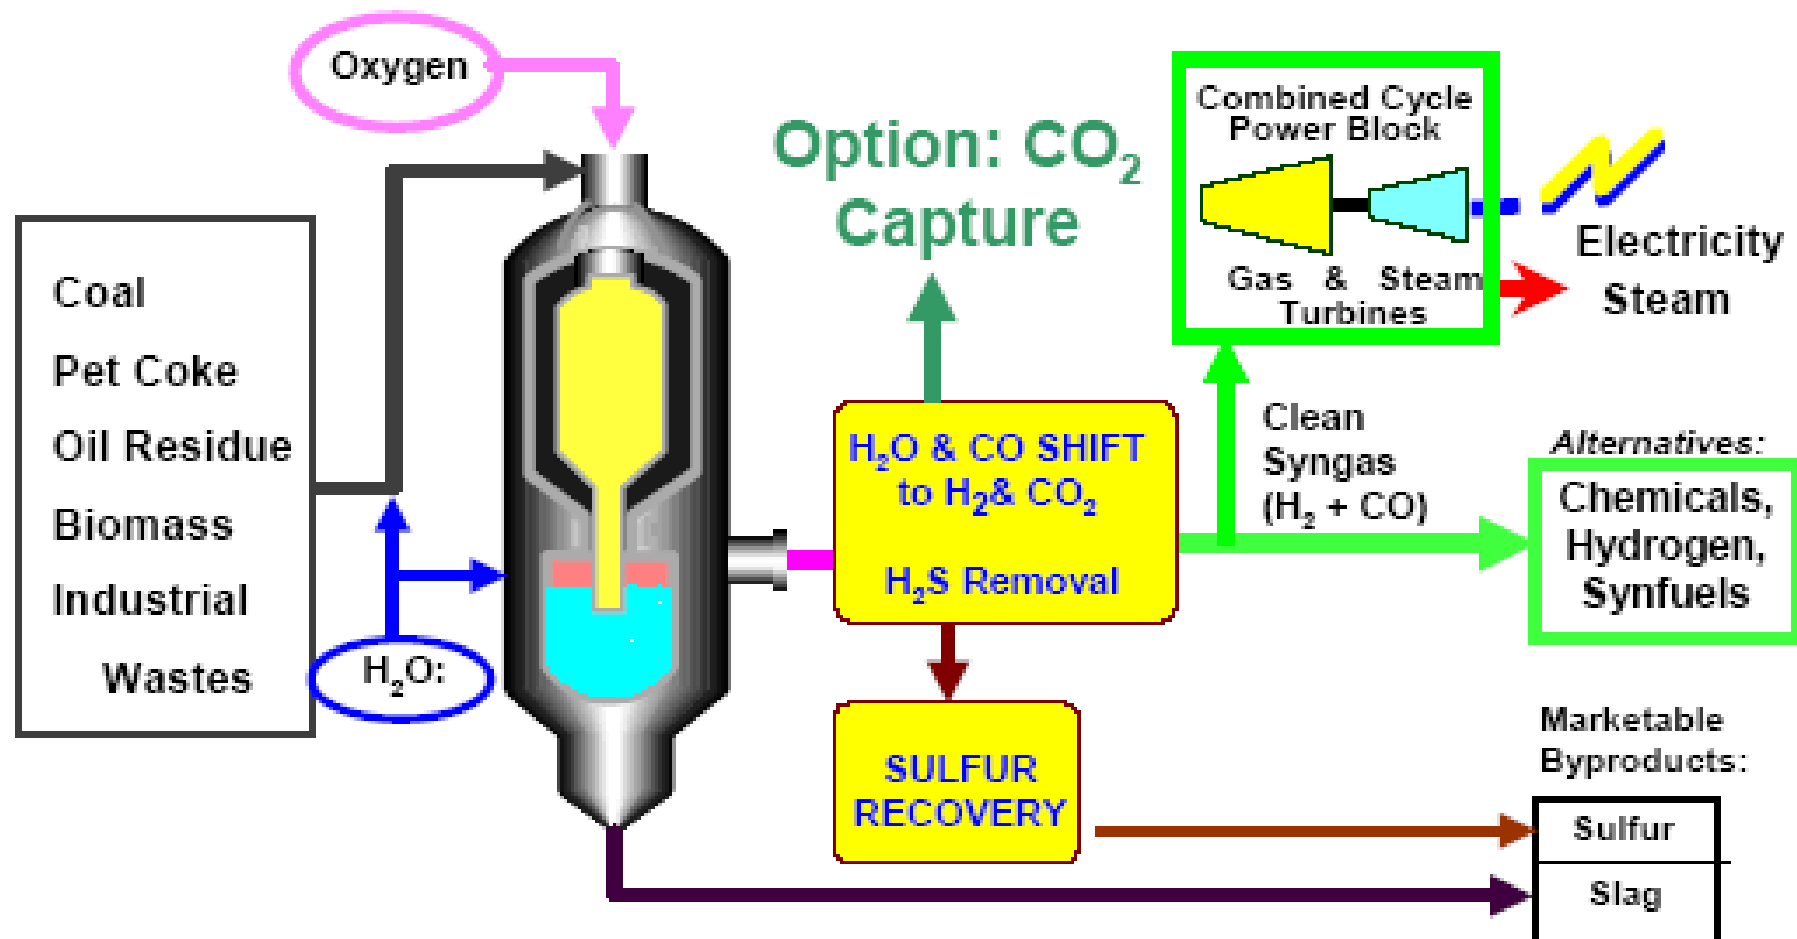 Oxygen
Option: CO₂
Capture
Combined Cycle
Power Block
Gas & Steam
Turbines
Electricity
Steam
Coal
Pet Coke
Oil Residue
Biomass
Industrial
Wastes
H₂O:
H₂O & CO SHIFT
to H₂& CO₂
H₂S Removal
Clean
Syngas
(H₂ + CO)
Alternatives:
Chemicals,
Hydrogen,
Synfuels
SULFUR
RECOVERY
Marketable
Byproducts:
Sulfur
Slag